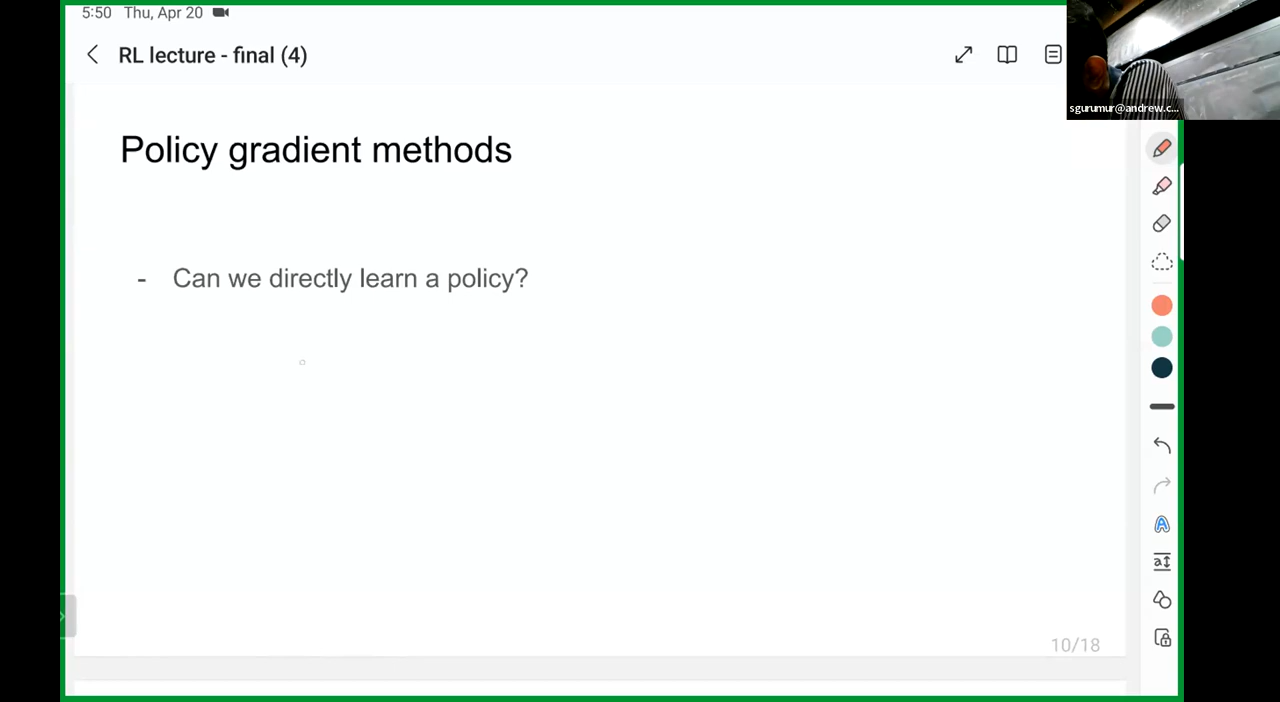 5:50 Thu, Apr 20
RL lecture - final (4)
sgurumur@andrew.c...
Policy gradient methods
- Can we directly learn a policy?
10/18